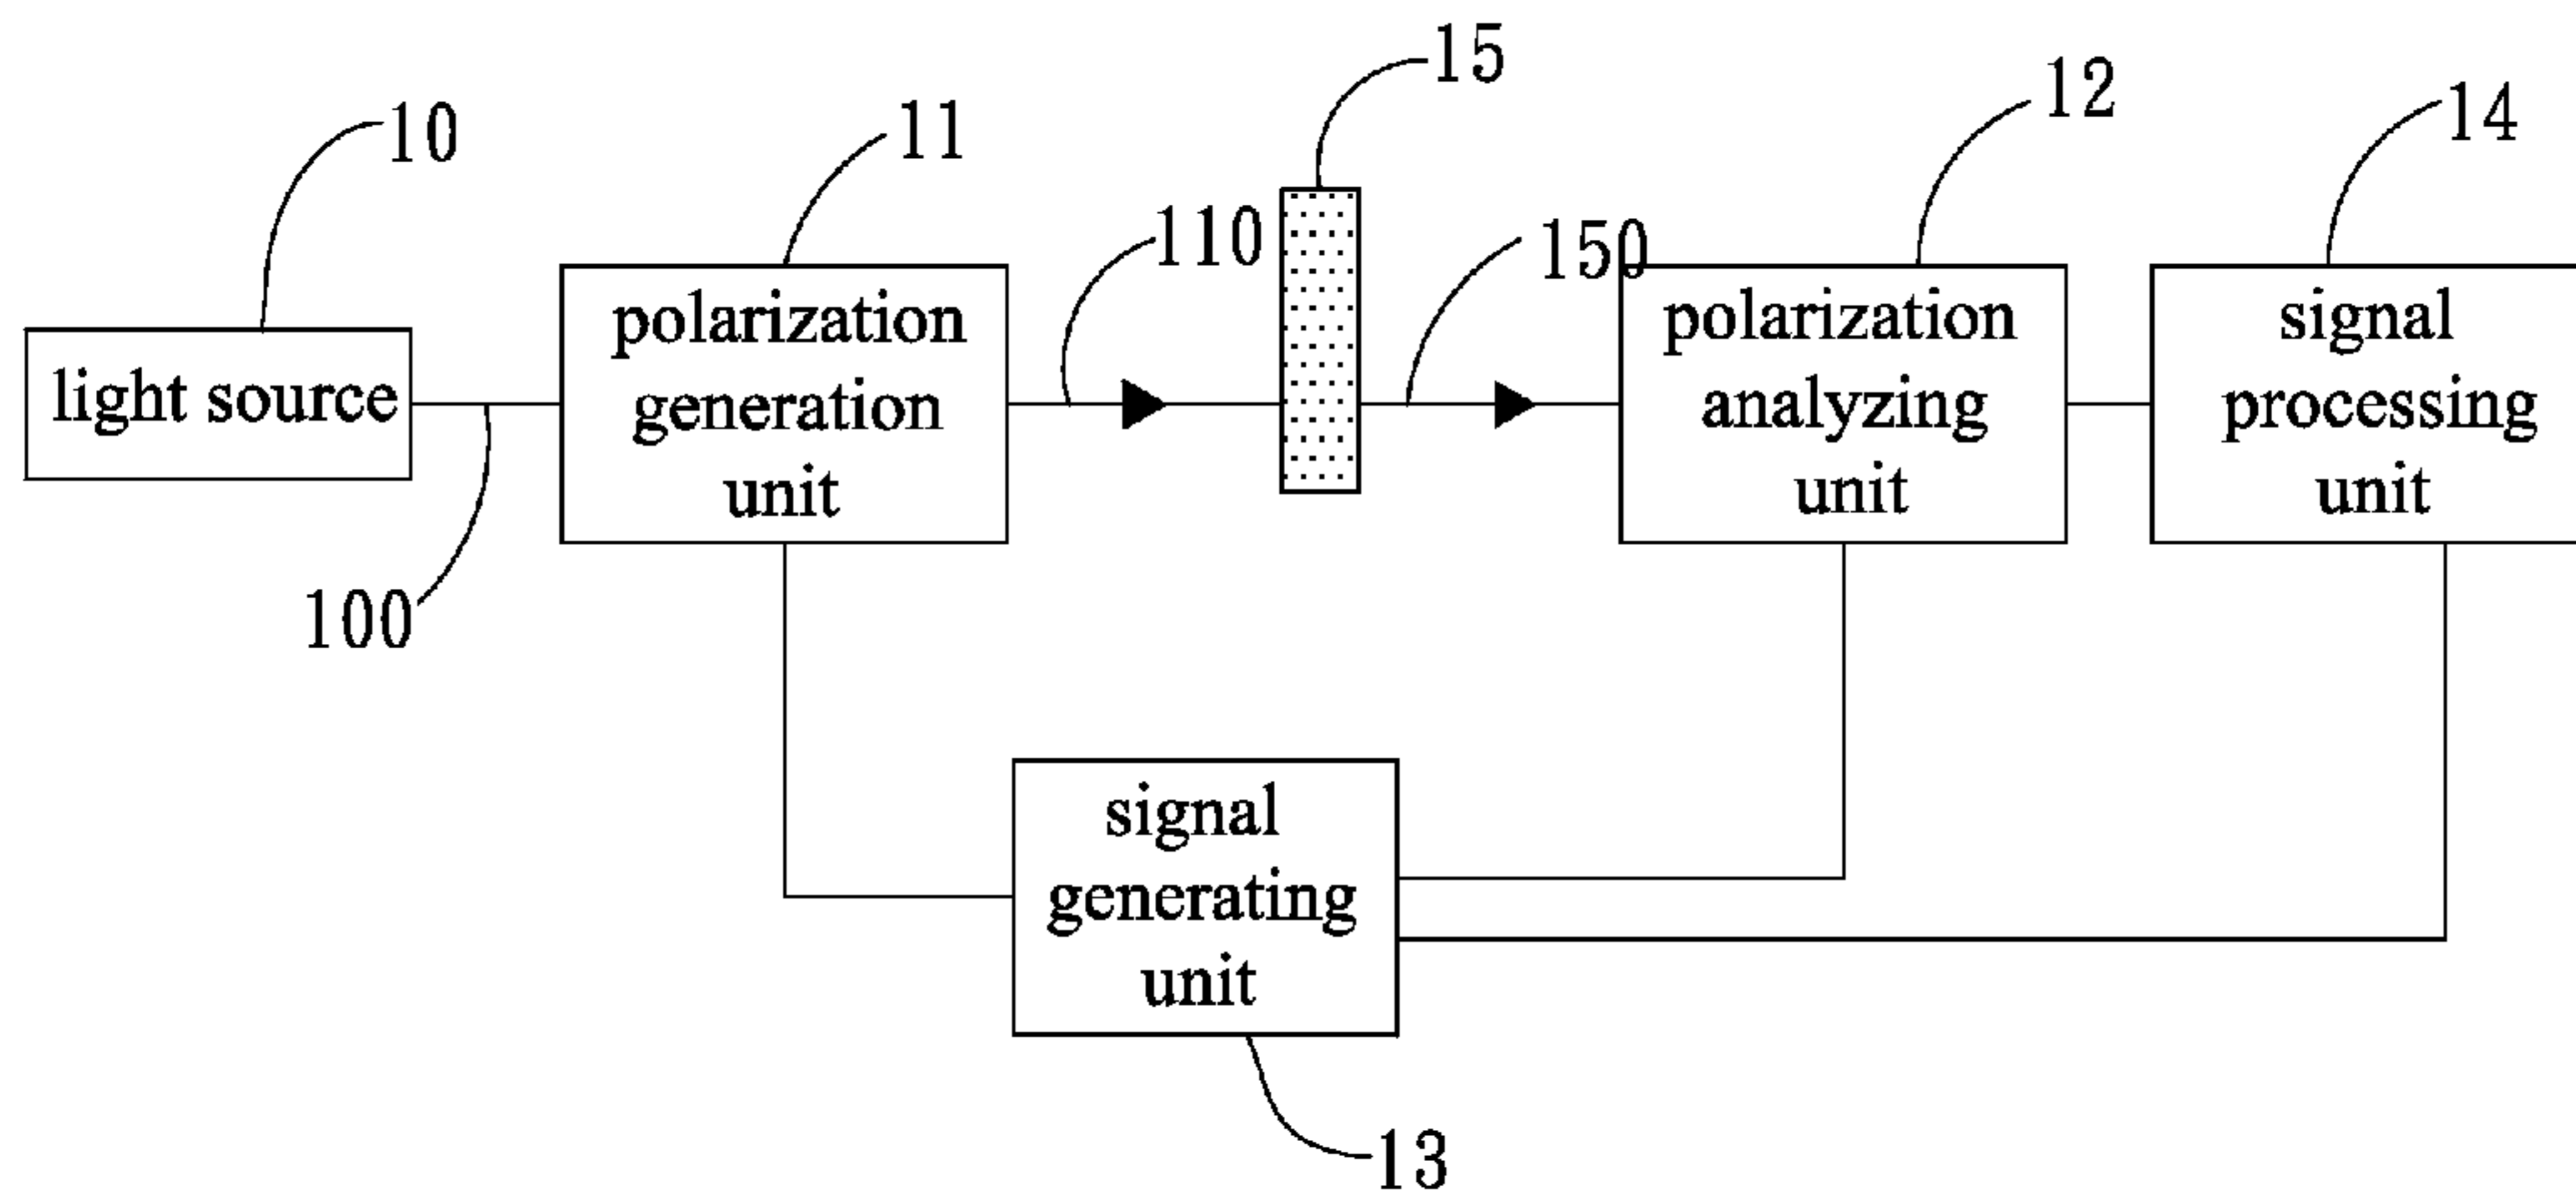 15
12
14
10
11
110
150
light source
polarization
generation
unit
polarization
analyzing
unit
signal
processing
unit
100
signal
generating
unit
13